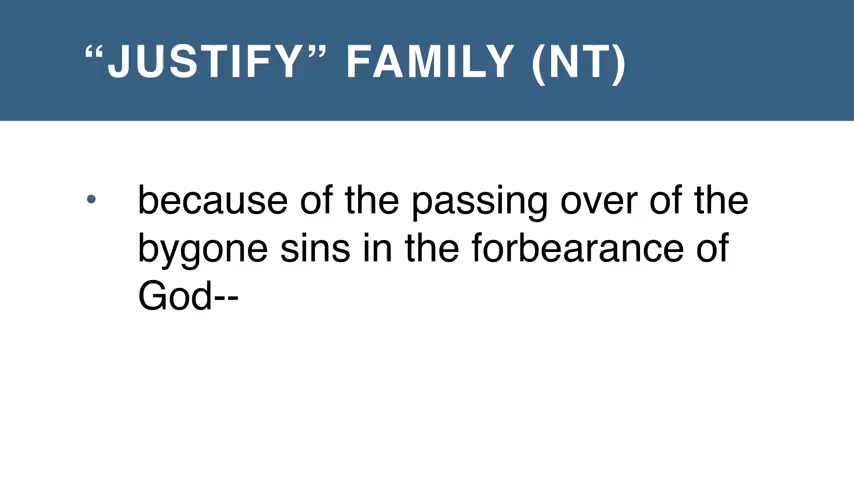 “JUSTIFY” FAMILY (NT)
• because of the passing over of the
bygone sins in the forbearance of
God--